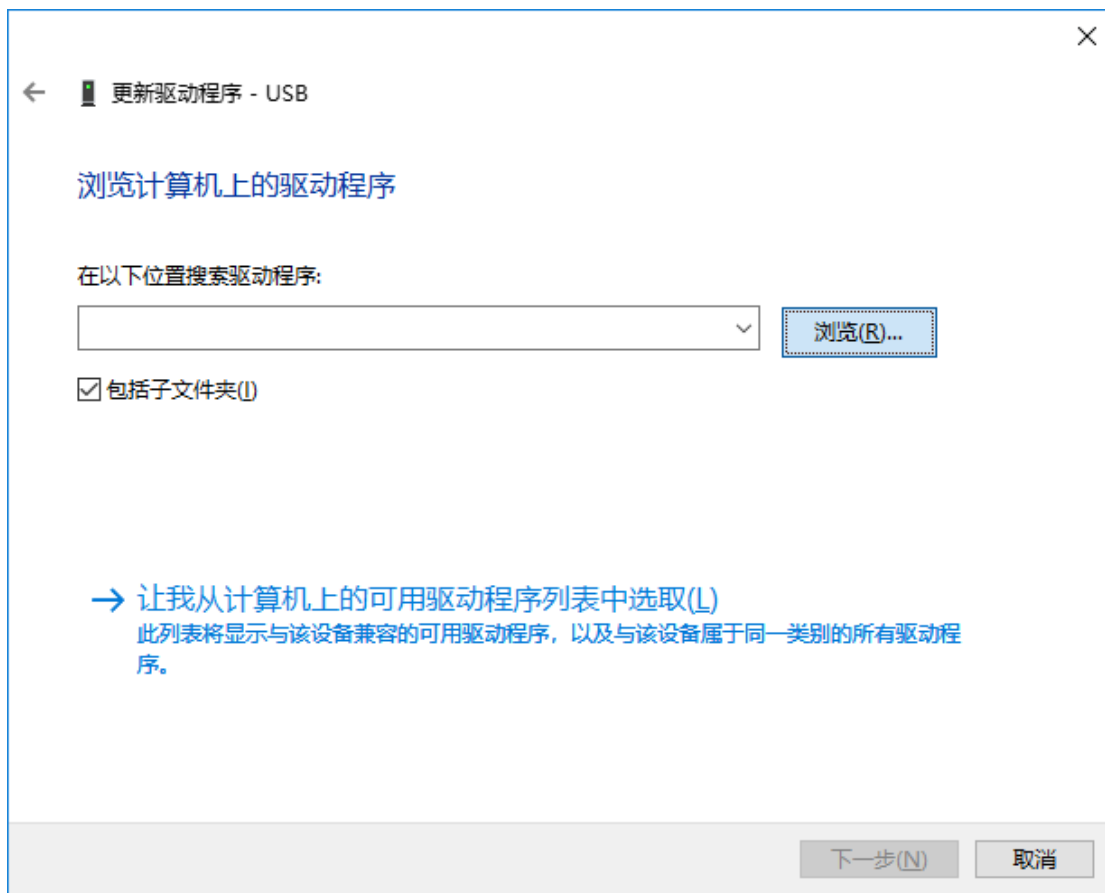 更新驱动程序 - USB
浏览计算机上的驱动程序
在以下位置搜索驱动程序:
浏览(R)...
包括子文件夹(I)
让我从计算机上的可用驱动程序列表中选取(L)
此列表将显示与该设备兼容的可用驱动程序，以及与该设备属于同一类别的所有驱动程
序。
下一步(N)
取消